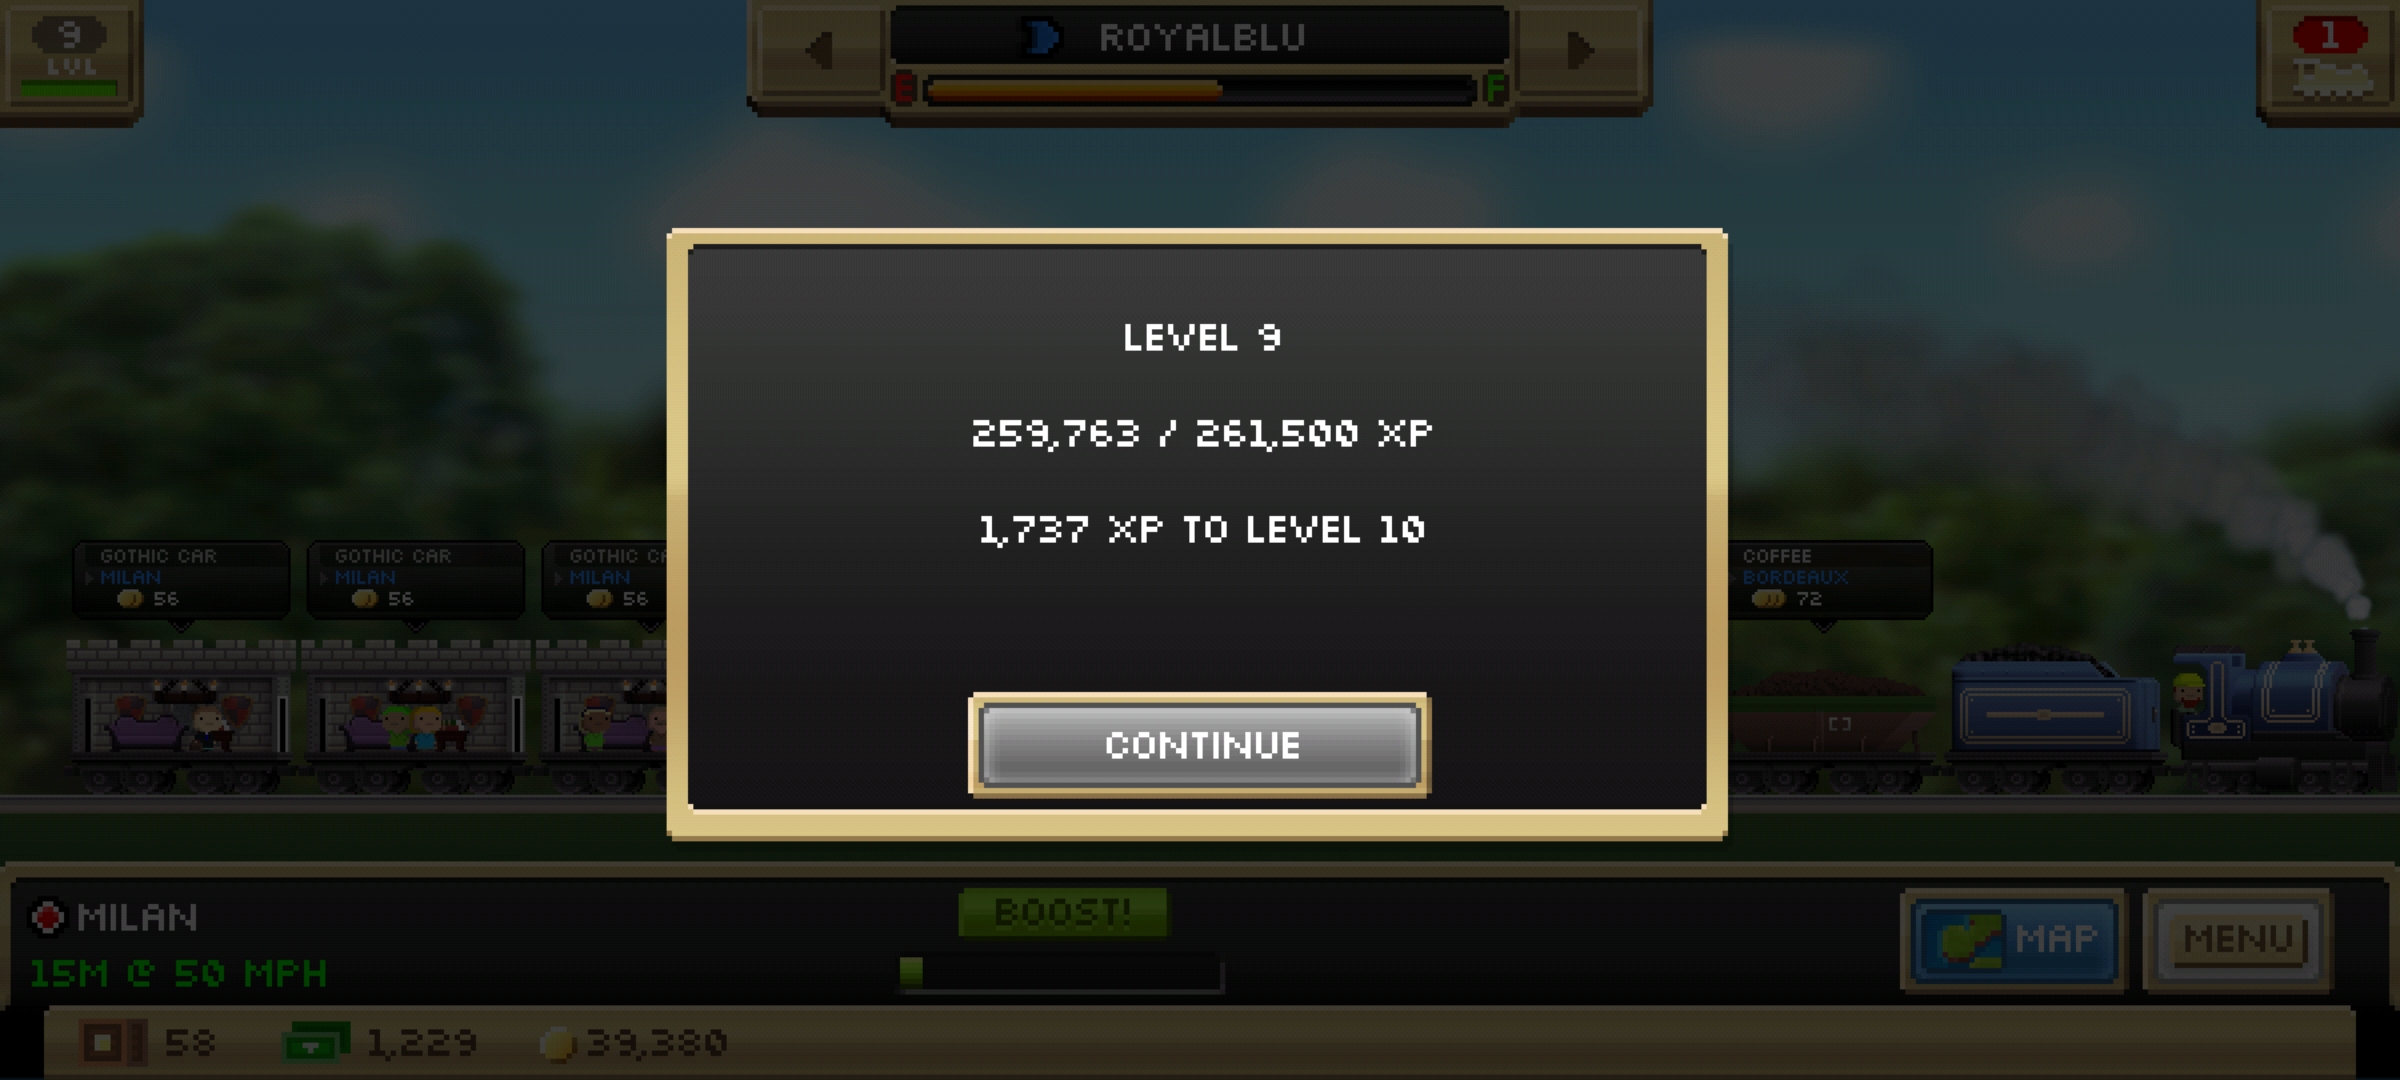 9
LVL
ROYALBLU
E
F
1
LEVEL 9
259,763 / 261,500 XP
1,737 XP TO LEVEL 10
CONTINUE
GOTHIC CAR
MILAN
56
GOTHIC CAR
MILAN
56
GOTHIC
MILAN
56
COFFEE
BORDEAUX
72
MILAN
15M @ 50 MPH
BOOST!
MAP
MENU
58
1,229
39,380